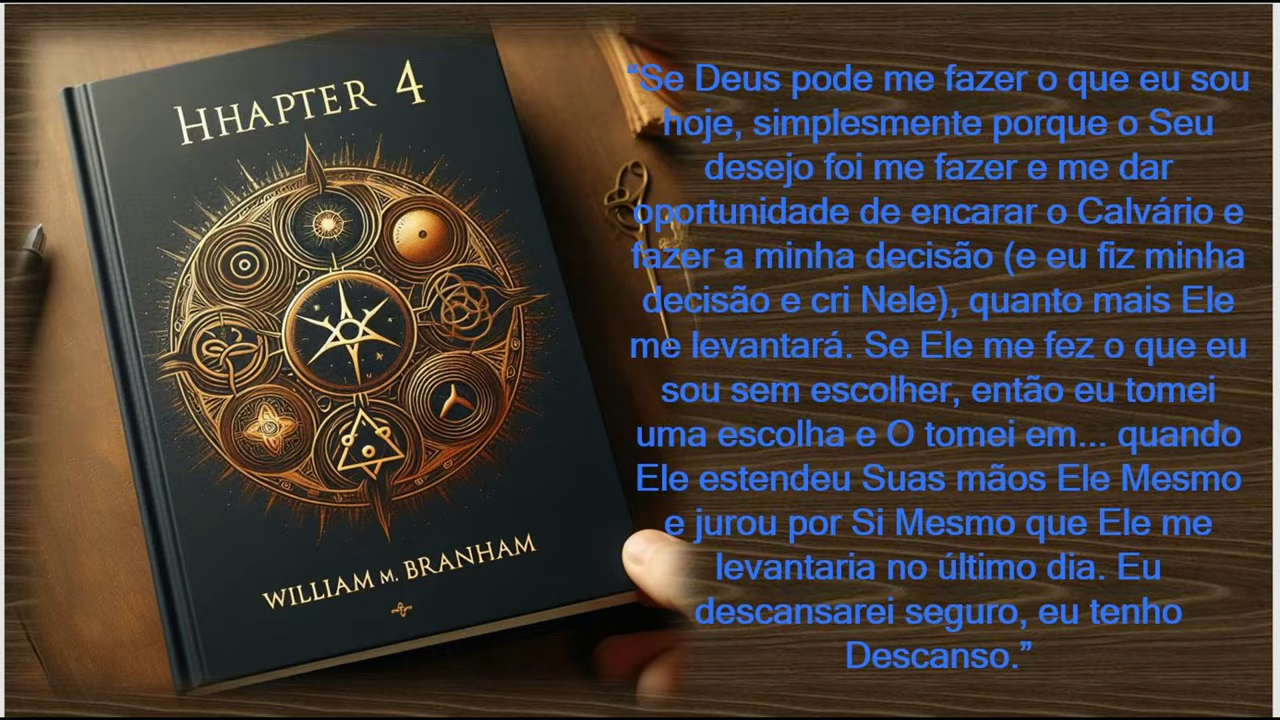 HHAPTER 4
WILLIAM M. BRANHAM
“Se Deus pode me fazer o que eu sou
hoje, simplesmente porque o Seu
desejo foi me fazer e me dar
oportunidade de encarar o Calvário e
fazer a minha decisão (e eu fiz minha
decisão e cri Nele), quanto mais Ele
me levantará. Se Ele me fez o que eu
sou sem escolher, então eu tomei
uma escolha e O tomei em... quando
Ele estendeu Suas mãos Ele Mesmo
e jurou por Si Mesmo que Ele me
levantaria no último dia. Eu
descansarei seguro, eu tenho
Descanso.”